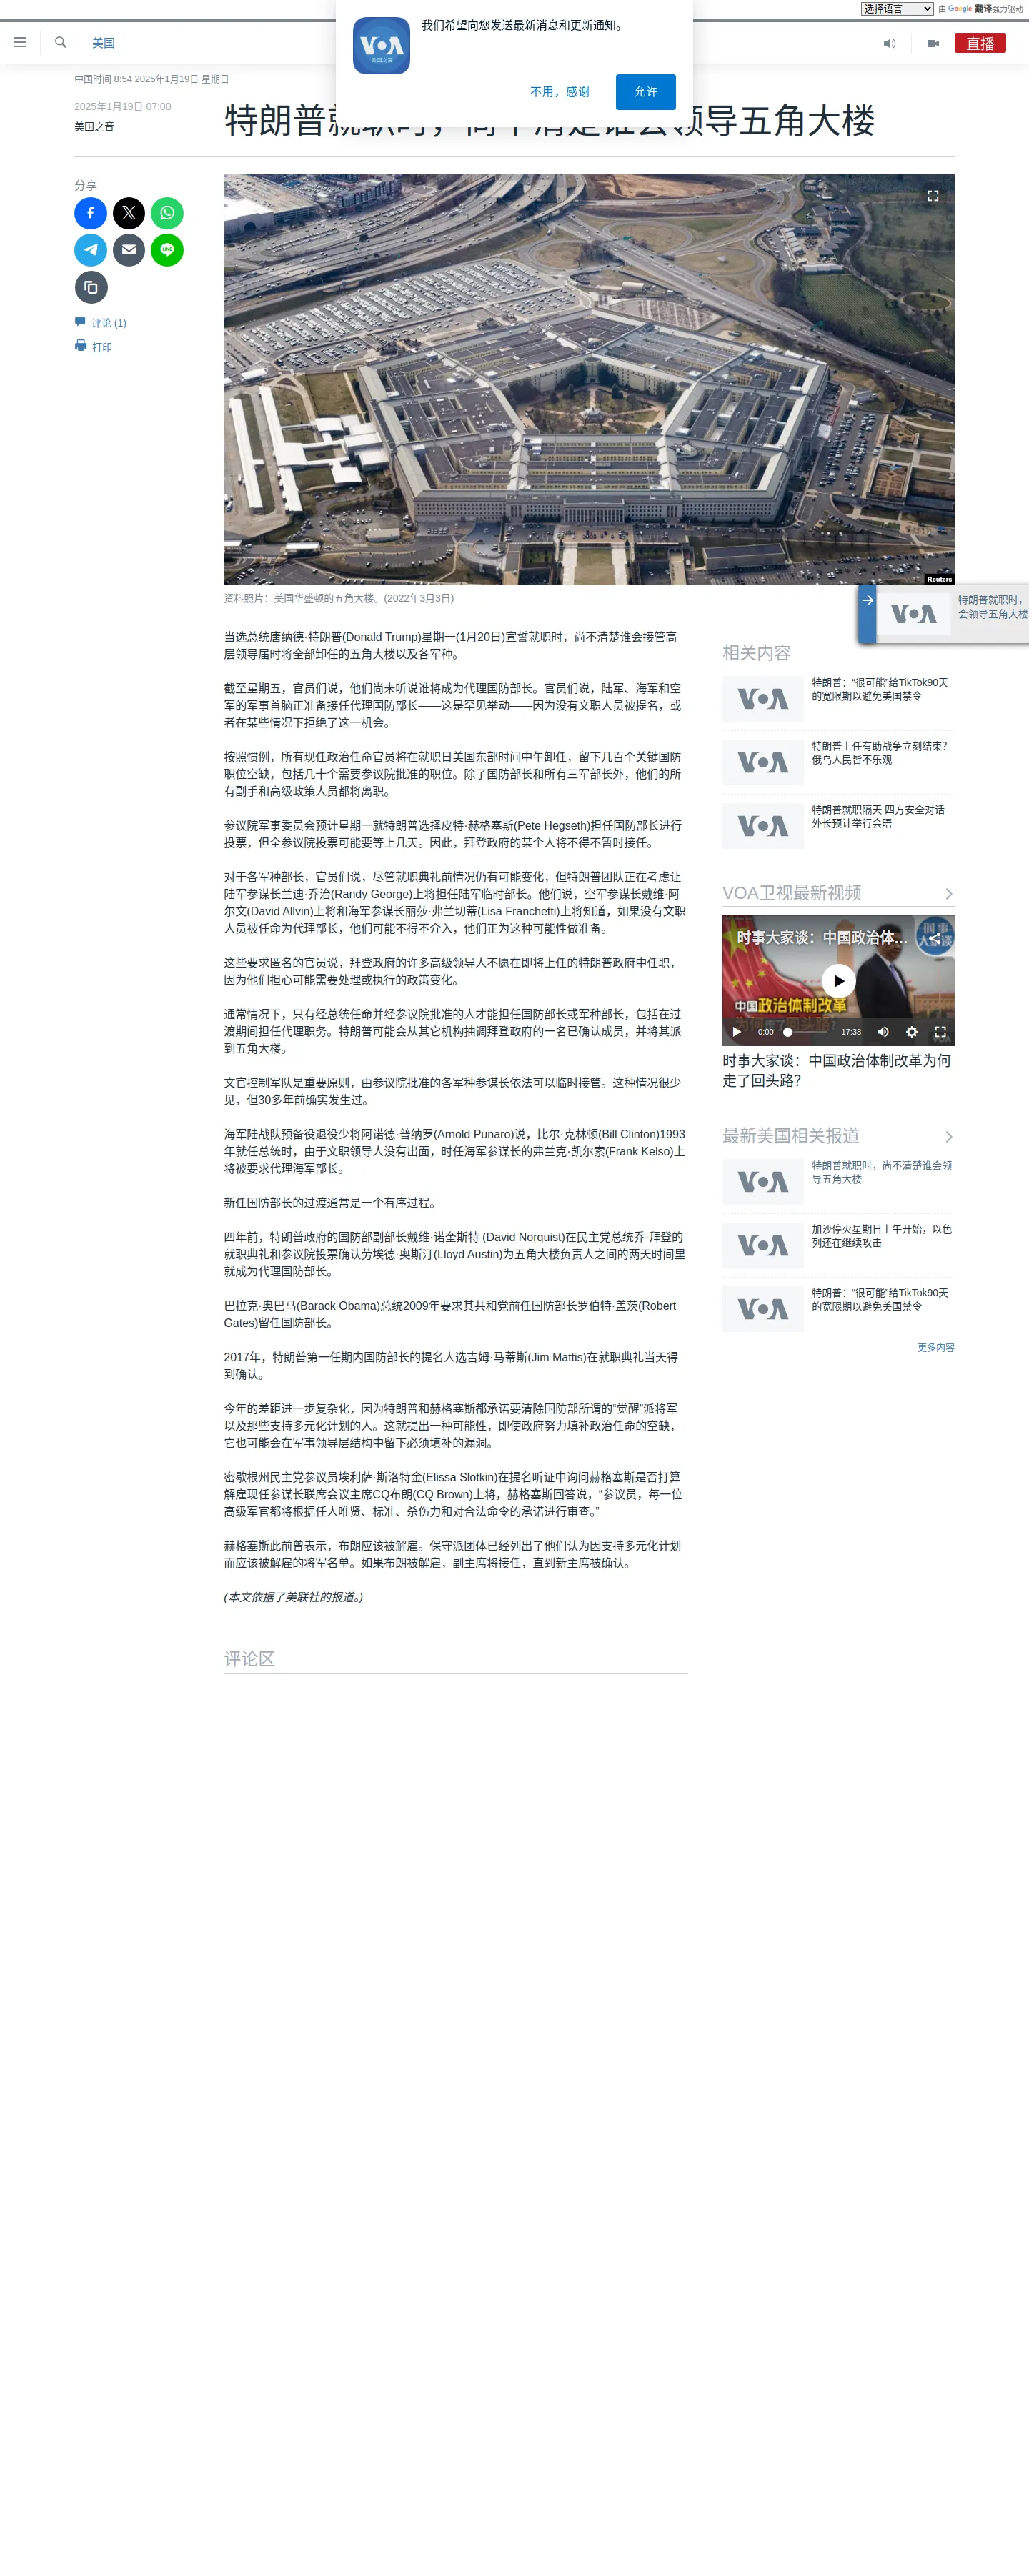 选择语言 由 Google 翻译强力驱动
我们希望向您发送最新消息和更新通知。
VOA
美国之音
不用，感谢
允许
美国
直播
中国时间 8:54 2025年1月19日 星期日
2025年1月19日 07:00
美国之音
特朗普就职时，尚不清楚谁会领导五角大楼
分享
LINE
评论 (1)
打印
Reuters
资料照片：美国华盛顿的五角大楼。(2022年3月3日)
VOA
特朗普就职时，
会领导五角大楼
当选总统唐纳德·特朗普(Donald Trump)星期一(1月20日)宣誓就职时，尚不清楚谁会接管高
层领导届时将全部卸任的五角大楼以及各军种。
截至星期五，官员们说，他们尚未听说谁将成为代理国防部长。官员们说，陆军、海军和空
军的军事首脑正准备接任代理国防部长——这是罕见举动——因为没有文职人员被提名，或
者在某些情况下拒绝了这一机会。
按照惯例，所有现任政治任命官员将在就职日美国东部时间中午卸任，留下几百个关键国防
职位空缺，包括几十个需要参议院批准的职位。除了国防部长和所有三军部长外，他们的所
有副手和高级政策人员都将离职。
参议院军事委员会预计星期一就特朗普选择皮特·赫格塞斯(Pete Hegseth)担任国防部长进行
投票，但全参议院投票可能要等上几天。因此，拜登政府的某个人将不得不暂时接任。
对于各军种部长，官员们说，尽管就职典礼前情况仍有可能变化，但特朗普团队正在考虑让
陆军参谋长兰迪·乔治(Randy George)上将担任陆军临时部长。他们说，空军参谋长戴维·阿
尔文(David Allvin)上将和海军参谋长丽莎·弗兰切蒂(Lisa Franchetti)上将知道，如果没有文职
人员被任命为代理部长，他们可能不得不介入，他们正为这种可能性做准备。
这些要求匿名的官员说，拜登政府的许多高级领导人不愿在即将上任的特朗普政府中任职，
因为他们担心可能需要处理或执行的政策变化。
通常情况下，只有经总统任命并经参议院批准的人才能担任国防部长或军种部长，包括在过
渡期间担任代理职务。特朗普可能会从其它机构抽调拜登政府的一名已确认成员，并将其派
到五角大楼。
文官控制军队是重要原则，由参议院批准的各军种参谋长依法可以临时接管。这种情况很少
见，但30多年前确实发生过。
海军陆战队预备役退役少将阿诺德·普纳罗(Arnold Punaro)说，比尔·克林顿(Bill Clinton)1993
年就任总统时，由于文职领导人没有出面，时任海军参谋长的弗兰克·凯尔索(Frank Kelso)上
将被要求代理海军部长。
新任国防部长的过渡通常是一个有序过程。
四年前，特朗普政府的国防部副部长戴维·诺奎斯特 (David Norquist)在民主党总统乔·拜登的
就职典礼和参议院投票确认劳埃德·奥斯汀(Lloyd Austin)为五角大楼负责人之间的两天时间里
就成为代理国防部长。
巴拉克·奥巴马(Barack Obama)总统2009年要求其共和党前任国防部长罗伯特·盖茨(Robert
Gates)留任国防部长。
2017年，特朗普第一任期内国防部长的提名人选吉姆·马蒂斯(Jim Mattis)在就职典礼当天得
到确认。
今年的差距进一步复杂化，因为特朗普和赫格塞斯都承诺要清除国防部所谓的“觉醒”派将军
以及那些支持多元化计划的人。这就提出一种可能性，即使政府努力填补政治任命的空缺，
它也可能会在军事领导层结构中留下必须填补的漏洞。
密歇根州民主党参议员埃利萨·斯洛特金(Elissa Slotkin)在提名听证中询问赫格塞斯是否打算
解雇现任参谋长联席会议主席CQ布朗(CQ Brown)上将，赫格塞斯回答说，“参议员，每一位
高级军官都将根据任人唯贤、标准、杀伤力和对合法命令的承诺进行审查。”
赫格塞斯此前曾表示，布朗应该被解雇。保守派团体已经列出了他们认为因支持多元化计划
而应该被解雇的将军名单。如果布朗被解雇，副主席将接任，直到新主席被确认。
(本文依据了美联社的报道。)
评论区
相关内容
VOA
特朗普：“很可能”给TikTok90天
的宽限期以避免美国禁令
VOA
特朗普上任有助战争立刻结束？
俄乌人民皆不乐观
VOA
特朗普就职隔天 四方安全对话
外长预计举行会晤
VOA卫视最新视频
时事大家谈：中国政治体...
中国政治体制改革
0:00
17:38
VOA
时事大家谈：中国政治体制改革为何
走了回头路？
最新美国相关报道
VOA
特朗普就职时，尚不清楚谁会领
导五角大楼
VOA
加沙停火星期日上午开始，以色
列还在继续攻击
VOA
特朗普：“很可能”给TikTok90天
的宽限期以避免美国禁令
更多内容